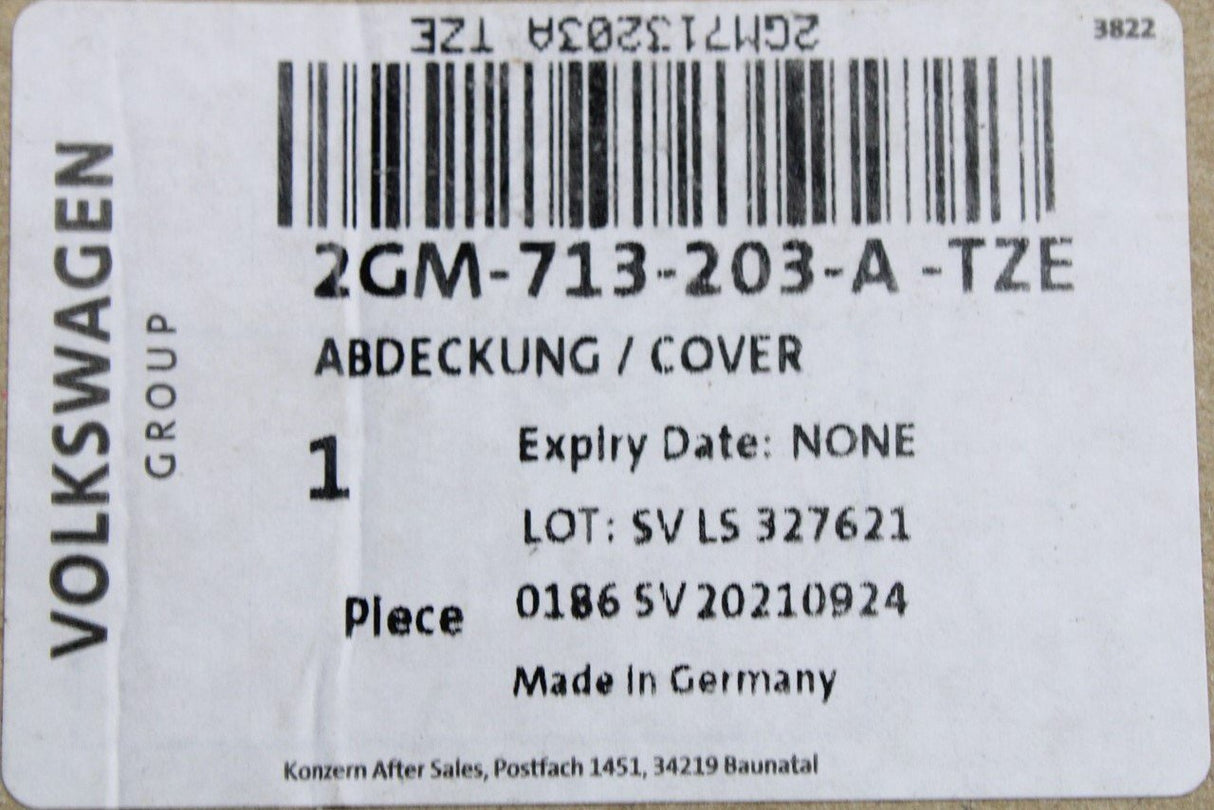 2GM713203A TZE
3822
VOLKSWAGEN
GROUP
2GM-713-203-A -TZE
ABDECKUNG / COVER
1
Expiry Date: NONE
LOT: SV LS 327621
Piece
0186 SV 20210924
Made in Germany
Konzern After Sales, Postfach 1451, 34219 Baunatal